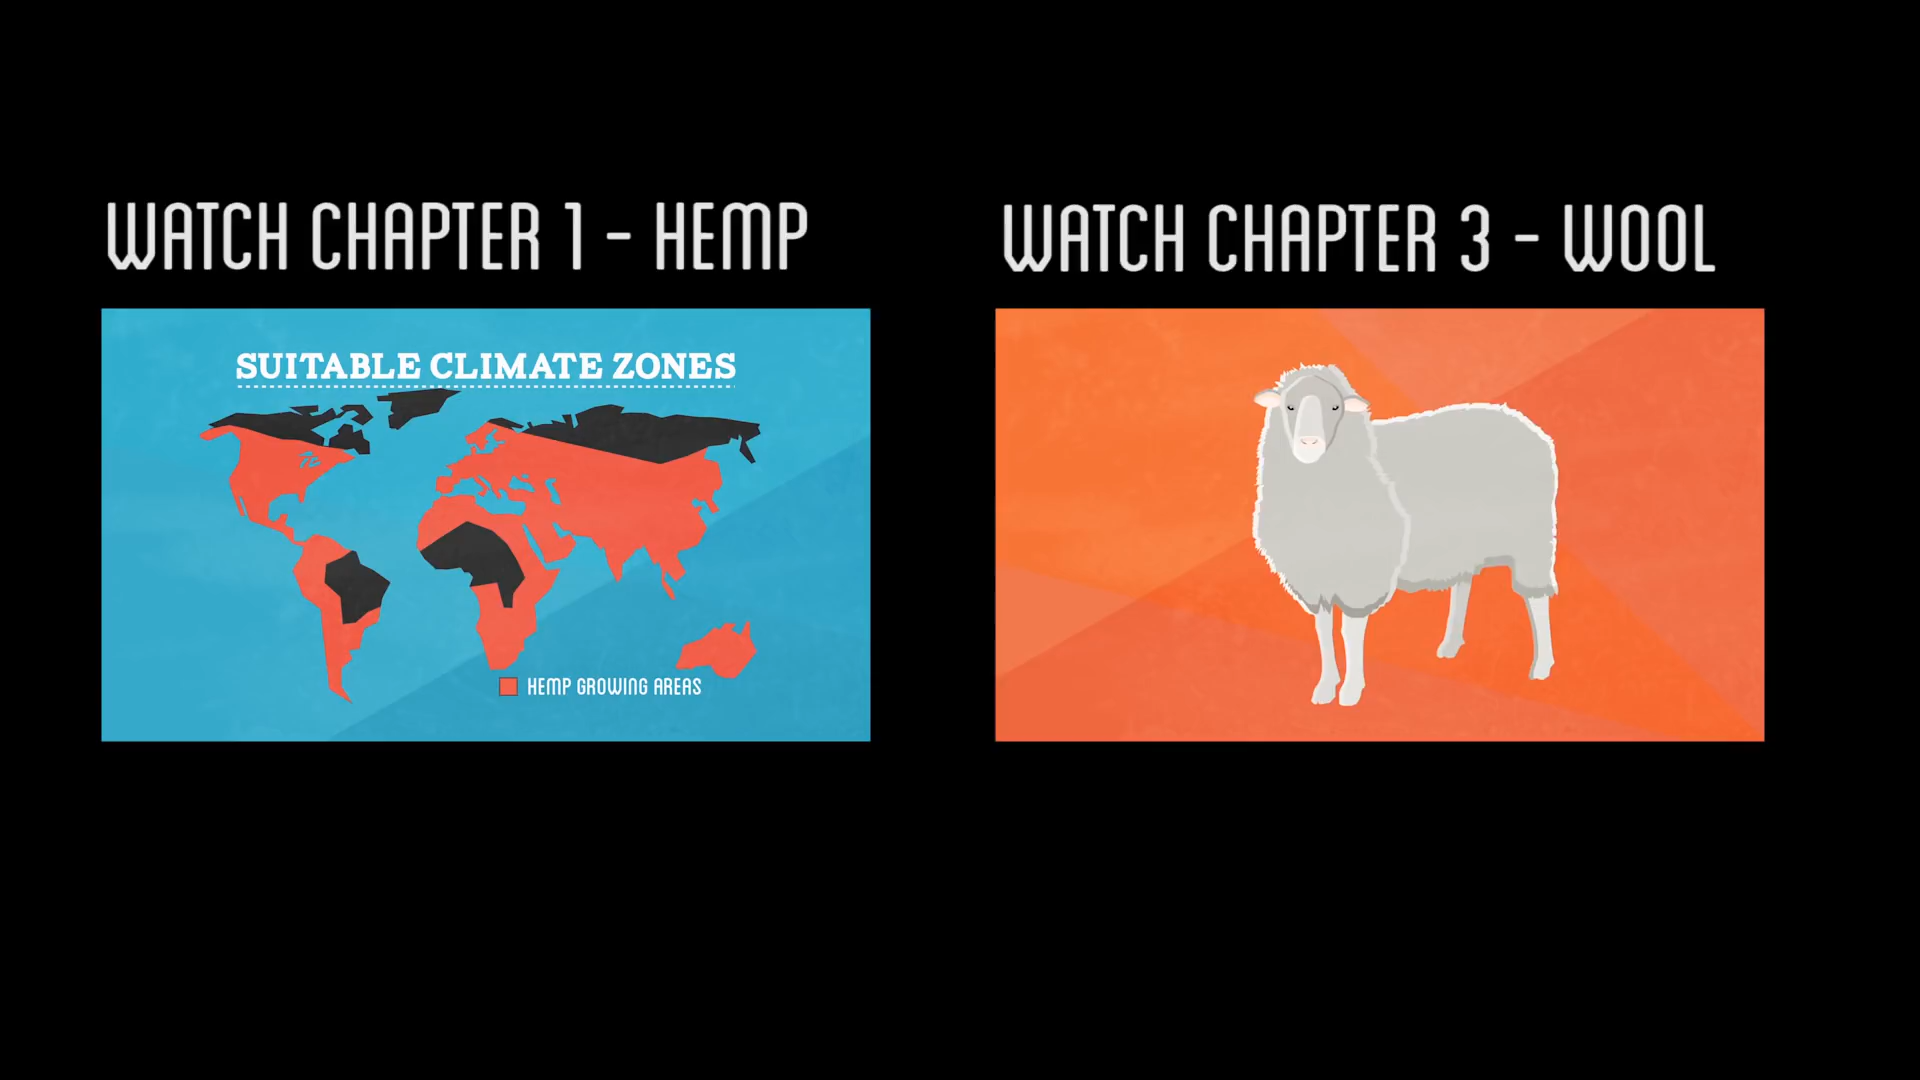 WATCH CHAPTER 1 - HEMP
SUITABLE CLIMATE ZONES
HEMP GROWING AREAS
WATCH CHAPTER 3 - WOOL